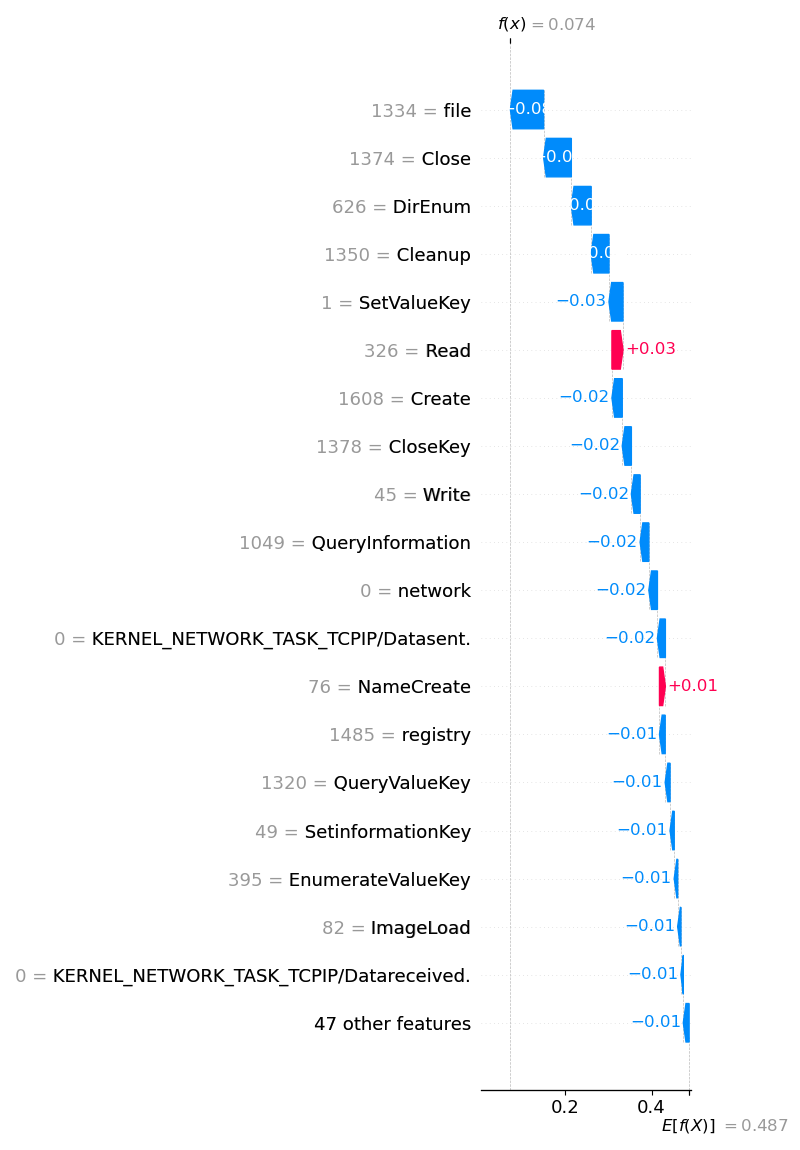 f(x) = 0.074
1334 = file
1374 = Close
626 = DirEnum
1350 = Cleanup
1 = SetValueKey −0.03
326 = Read +0.03
1608 = Create −0.02
1378 = CloseKey −0.02
45 = Write −0.02
1049 = QueryInformation −0.02
0 = network −0.02
0 = KERNEL_NETWORK_TASK_TCPIP/Datasent. −0.02
76 = NameCreate +0.01
1485 = registry −0.01
1320 = QueryValueKey −0.01
49 = SetinformationKey −0.01
395 = EnumerateValueKey −0.01
82 = ImageLoad −0.01
0 = KERNEL_NETWORK_TASK_TCPIP/Datareceived. −0.01
47 other features −0.01
0.2 0.4
E[f(X)] = 0.487